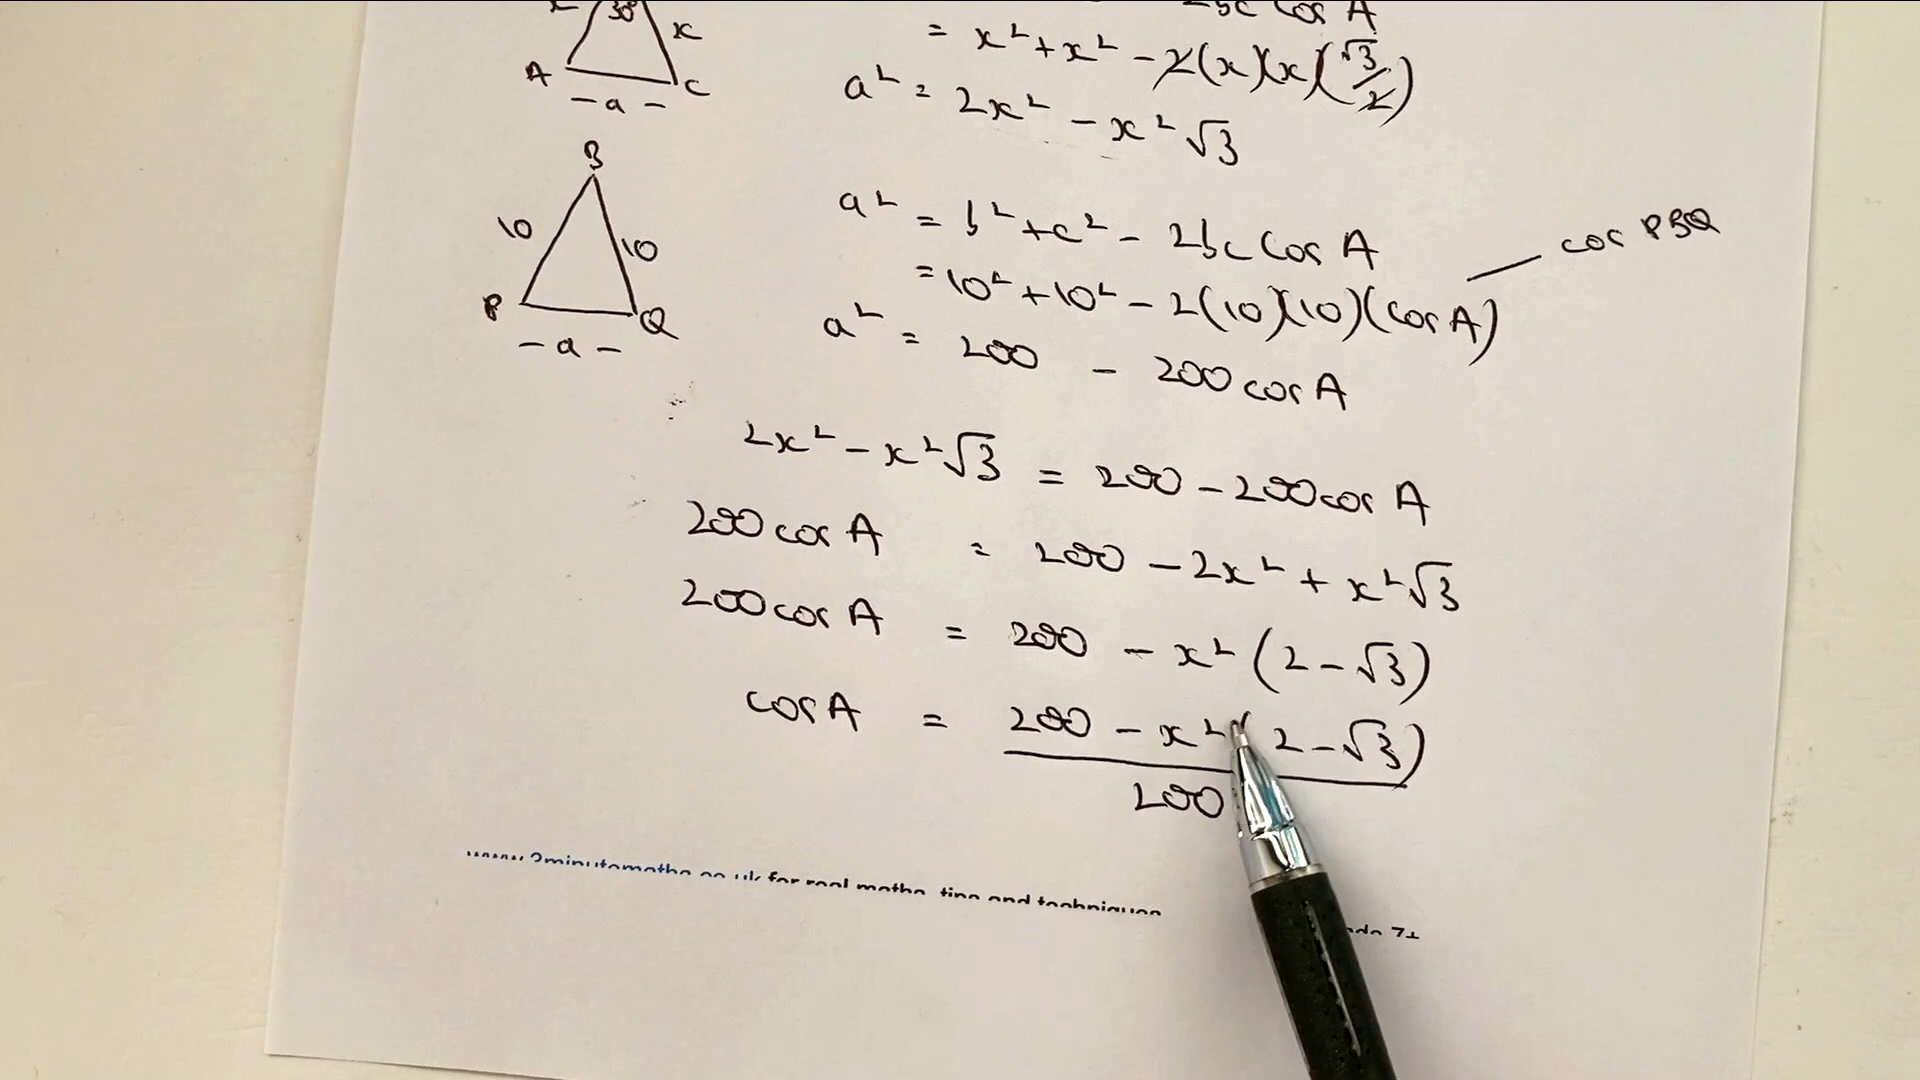 30°
x
A
C
- a -
= x² + x² - 2(x)(x)(√3/2)
a² = 2x² - x²√3
B
10
10
P
Q
- a -
a² = b² + c² - 2bc Cos A
cos PBQ
= 10² + 10² - 2(10)(10)(cos A)
a² = 200 - 200 cos A
2x² - x²√3 = 200 - 200 cos A
200 cos A = 200 - 2x² + x²√3
200 cos A = 200 - x² (2 - √3)
cos A = 200 - x² (2 - √3)
200
for real maths tips and techniques